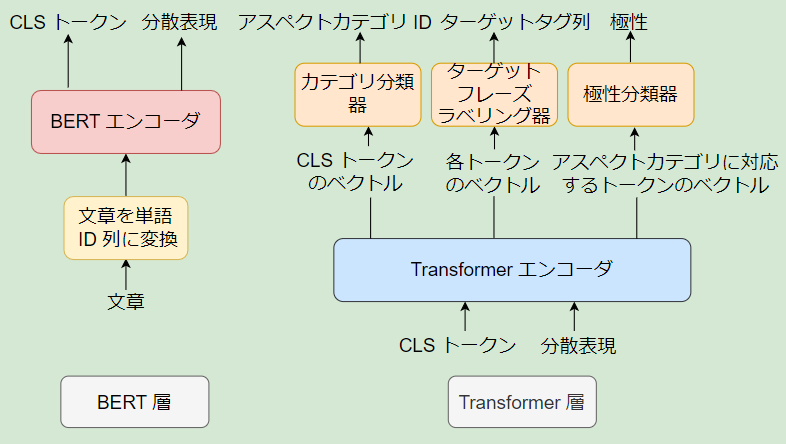 CLS トークン
分散表現
BERT エンコーダ
文章を単語
ID 列に変換
文章
BERT 層
アスペクトカテゴリ ID
ターゲットタグ列
極性
カテゴリ分類
器
ターゲット
フレーズ
ラベリング器
極性分類器
CLS トークン
のベクトル
各トークン
のベクトル
アスペクトカテゴリに対応
するトークンのベクトル
Transformer エンコーダ
CLS トークン
分散表現
Transformer 層